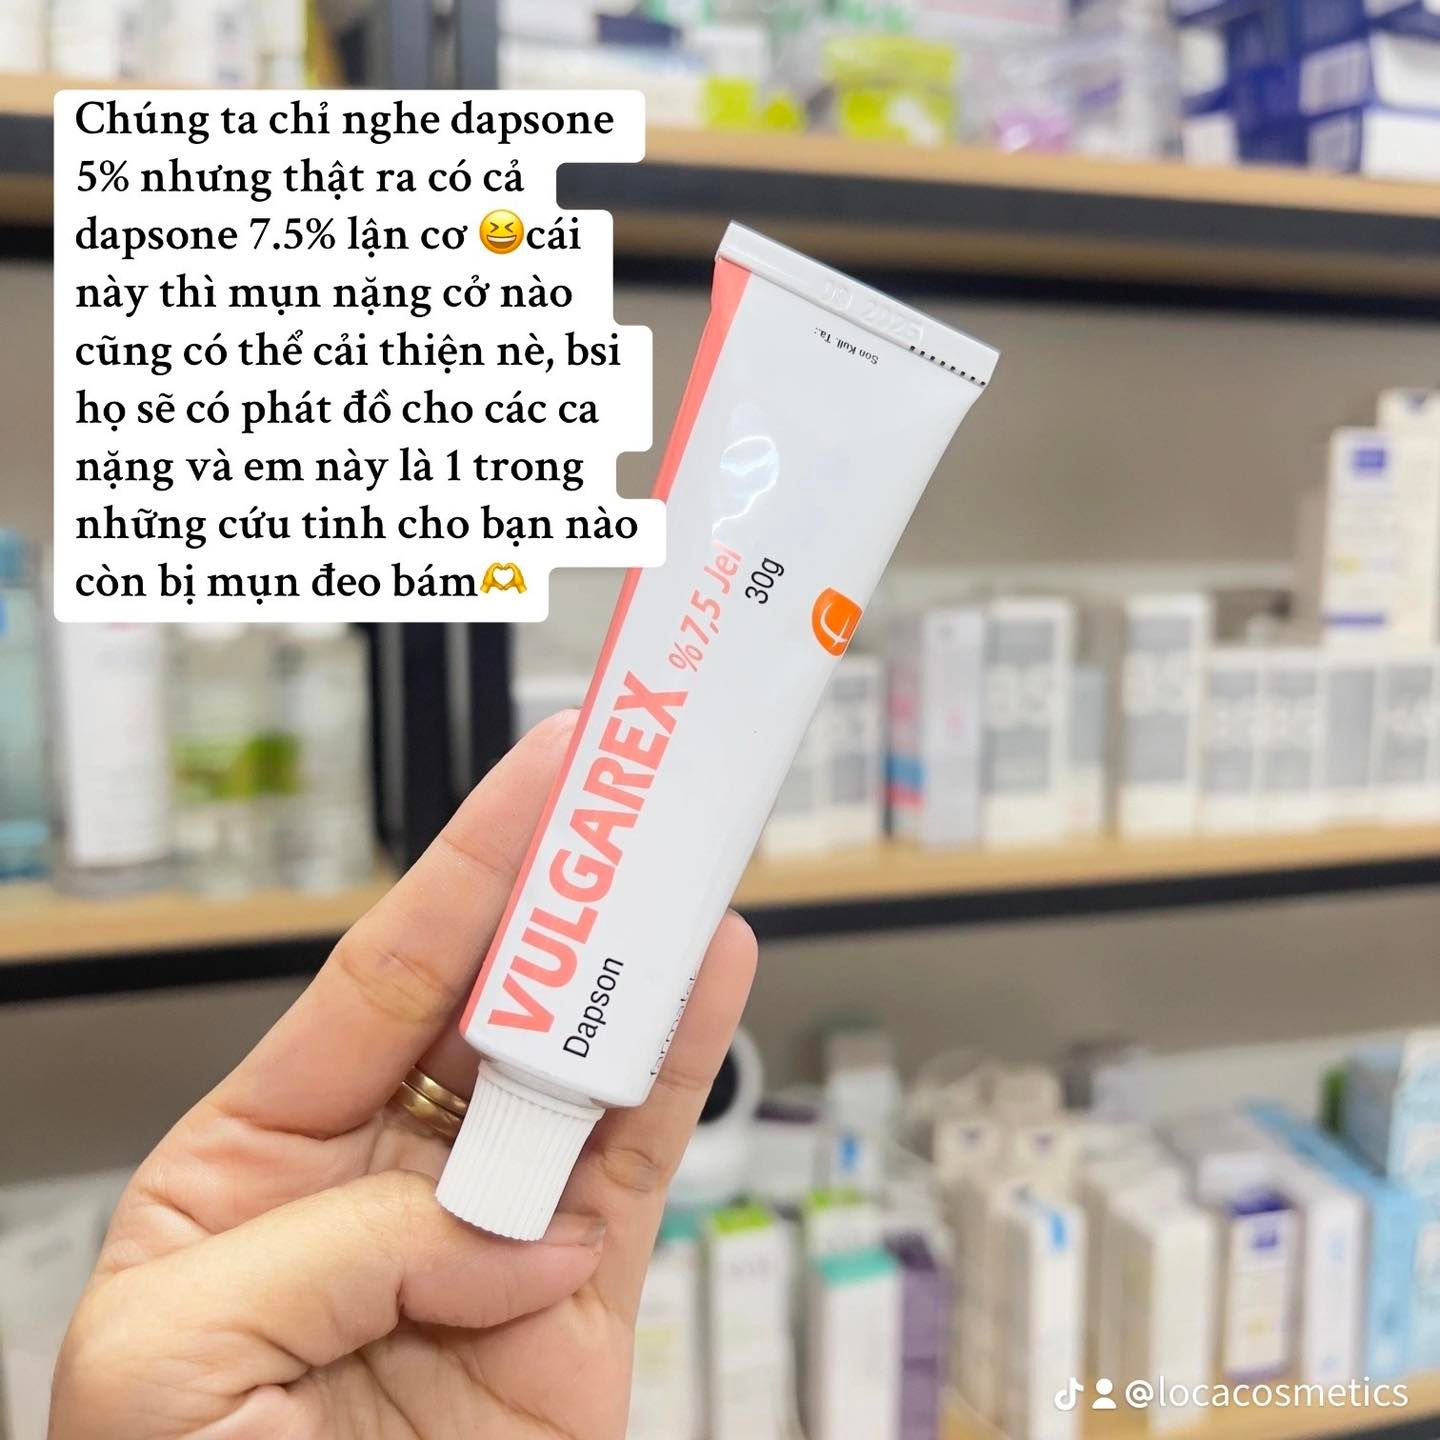 Chúng ta chỉ nghe dapsone
5% nhưng thật ra có cả
dapsone 7.5% lận cơ 😆cái
này thì mụn nặng cở nào
cũng có thể cải thiện nè, bsi
họ sẽ có phát đồ cho các ca
nặng và em này là 1 trong
những cứu tinh cho bạn nào
còn bị mụn đeo bám🫶
Son Kull. Ta.:
VULGAREX %7,5 Jel
Dapson
30g
@locacosmetics